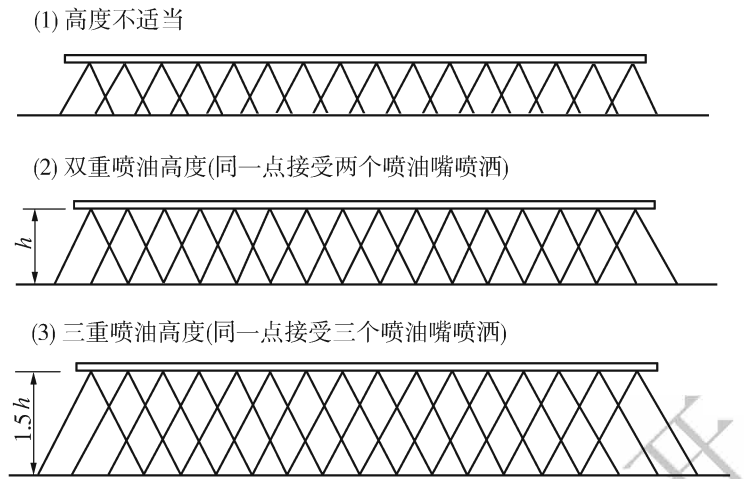 (1) 高度不适当
(2) 双重喷油高度(同一点接受两个喷油嘴喷洒)
h
(3) 三重喷油高度(同一点接受三个喷油嘴喷洒)
1.5h